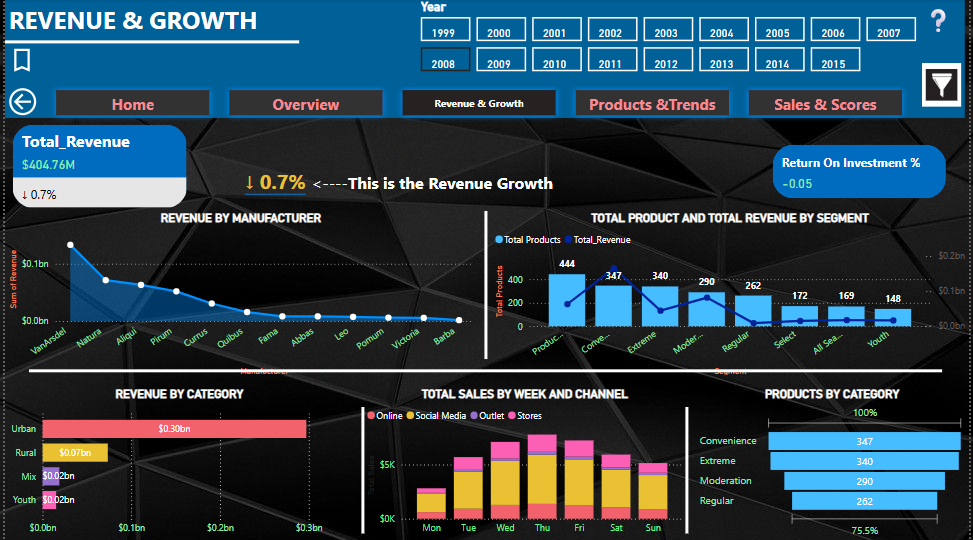 REVENUE & GROWTH
Year
1999 2000 2001 2002 2003 2004 2005 2006 2007
2008 2009 2010 2011 2012 2013 2014 2015
?
Home Overview Revenue & Growth Products &Trends Sales & Scores
Total_Revenue
$404.76M
↓ 0.7%
↓ 0.7% <----This is the Revenue Growth
Return On Investment %
-0.05
REVENUE BY MANUFACTURER
Sum of Revenue
$0.1bn
$0.0bn
VanArsdel Natura Aliqui Pirum Currus Quibus Fama Abbas Leo Pomum Victoria Barba
Manufacturer
TOTAL PRODUCT AND TOTAL REVENUE BY SEGMENT
Total Products Total_Revenue
Total Products
400
200
0
444 347 340 290 262 172 169 148
$0.2bn
$0.1bn
$0.0bn
Produc... Conve... Extreme Moder... Regular Select All Sea... Youth
Segment
REVENUE BY CATEGORY
Urban $0.30bn
Rural $0.07bn
Mix $0.02bn
Youth $0.02bn
$0.0bn $0.1bn $0.2bn $0.3bn
TOTAL SALES BY WEEK AND CHANNEL
Online Social Media Outlet Stores
Total Sales
$5K
$0K
Mon Tue Wed Thu Fri Sat Sun
PRODUCTS BY CATEGORY
100%
Convenience 347
Extreme 340
Moderation 290
Regular 262
75.5%